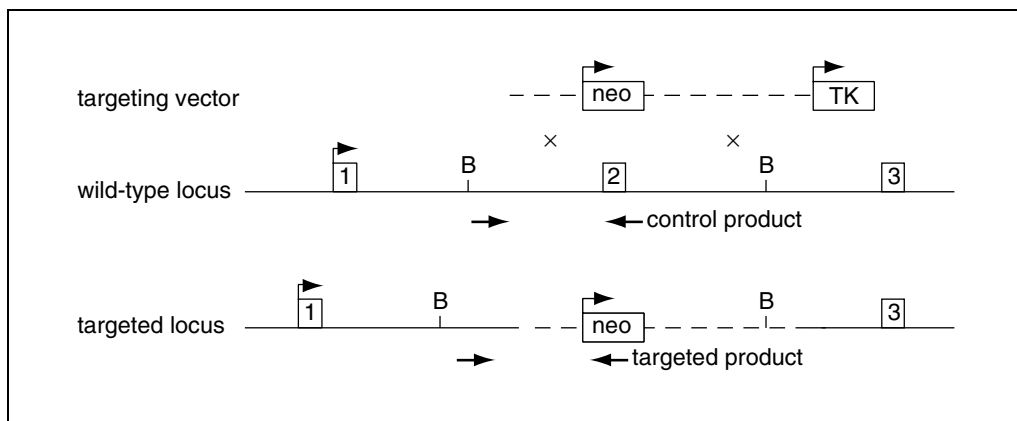 targeting vector neo TK
× ×
wild-type locus 1 B 2 B 3
control product
targeted locus 1 B neo B 3
targeted product